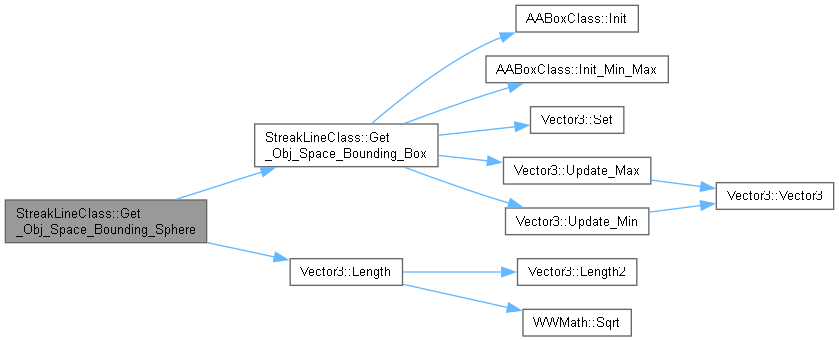 AABoxClass::Init
AABoxClass::Init_Min_Max
Vector3::Set
StreakLineClass::Get
_Obj_Space_Bounding_Box
Vector3::Update_Max
Vector3::Vector3
StreakLineClass::Get
_Obj_Space_Bounding_Sphere
Vector3::Update_Min
Vector3::Length
Vector3::Length2
WWMath::Sqrt